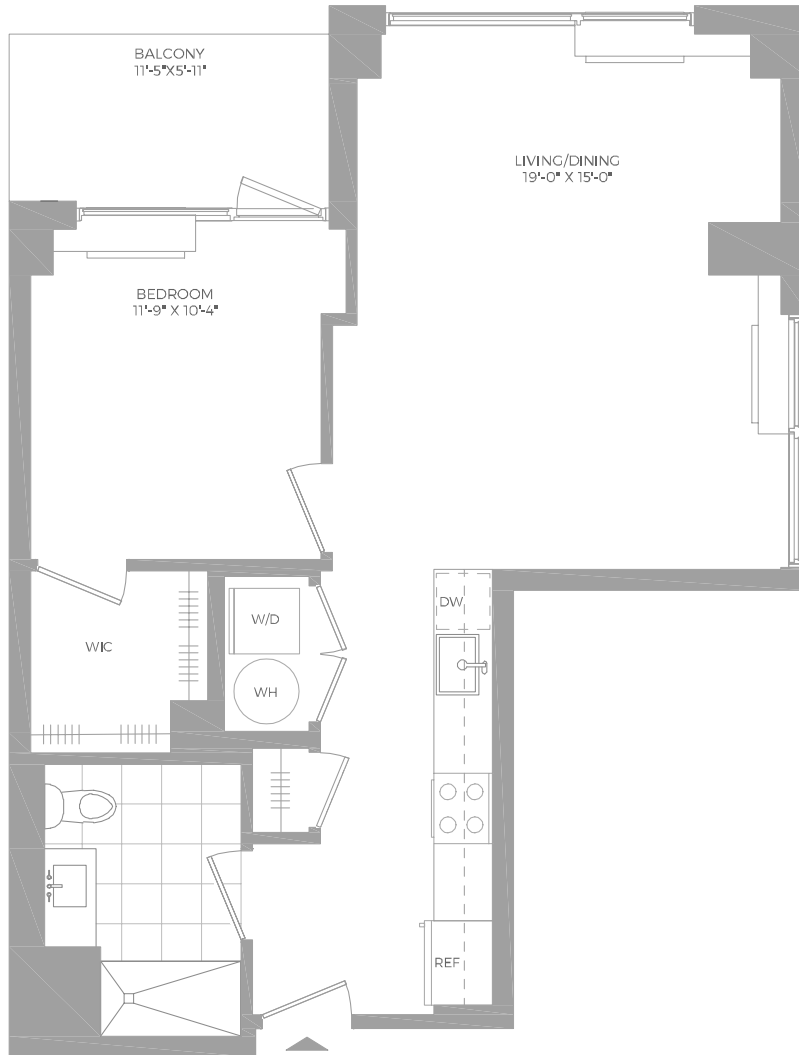 BALCONY
11'-5"X5'-11"
LIVING/DINING
19'-0" X 15'-0"
BEDROOM
11'-9" X 10'-4"
DW
W/D
WIC
WH
REF